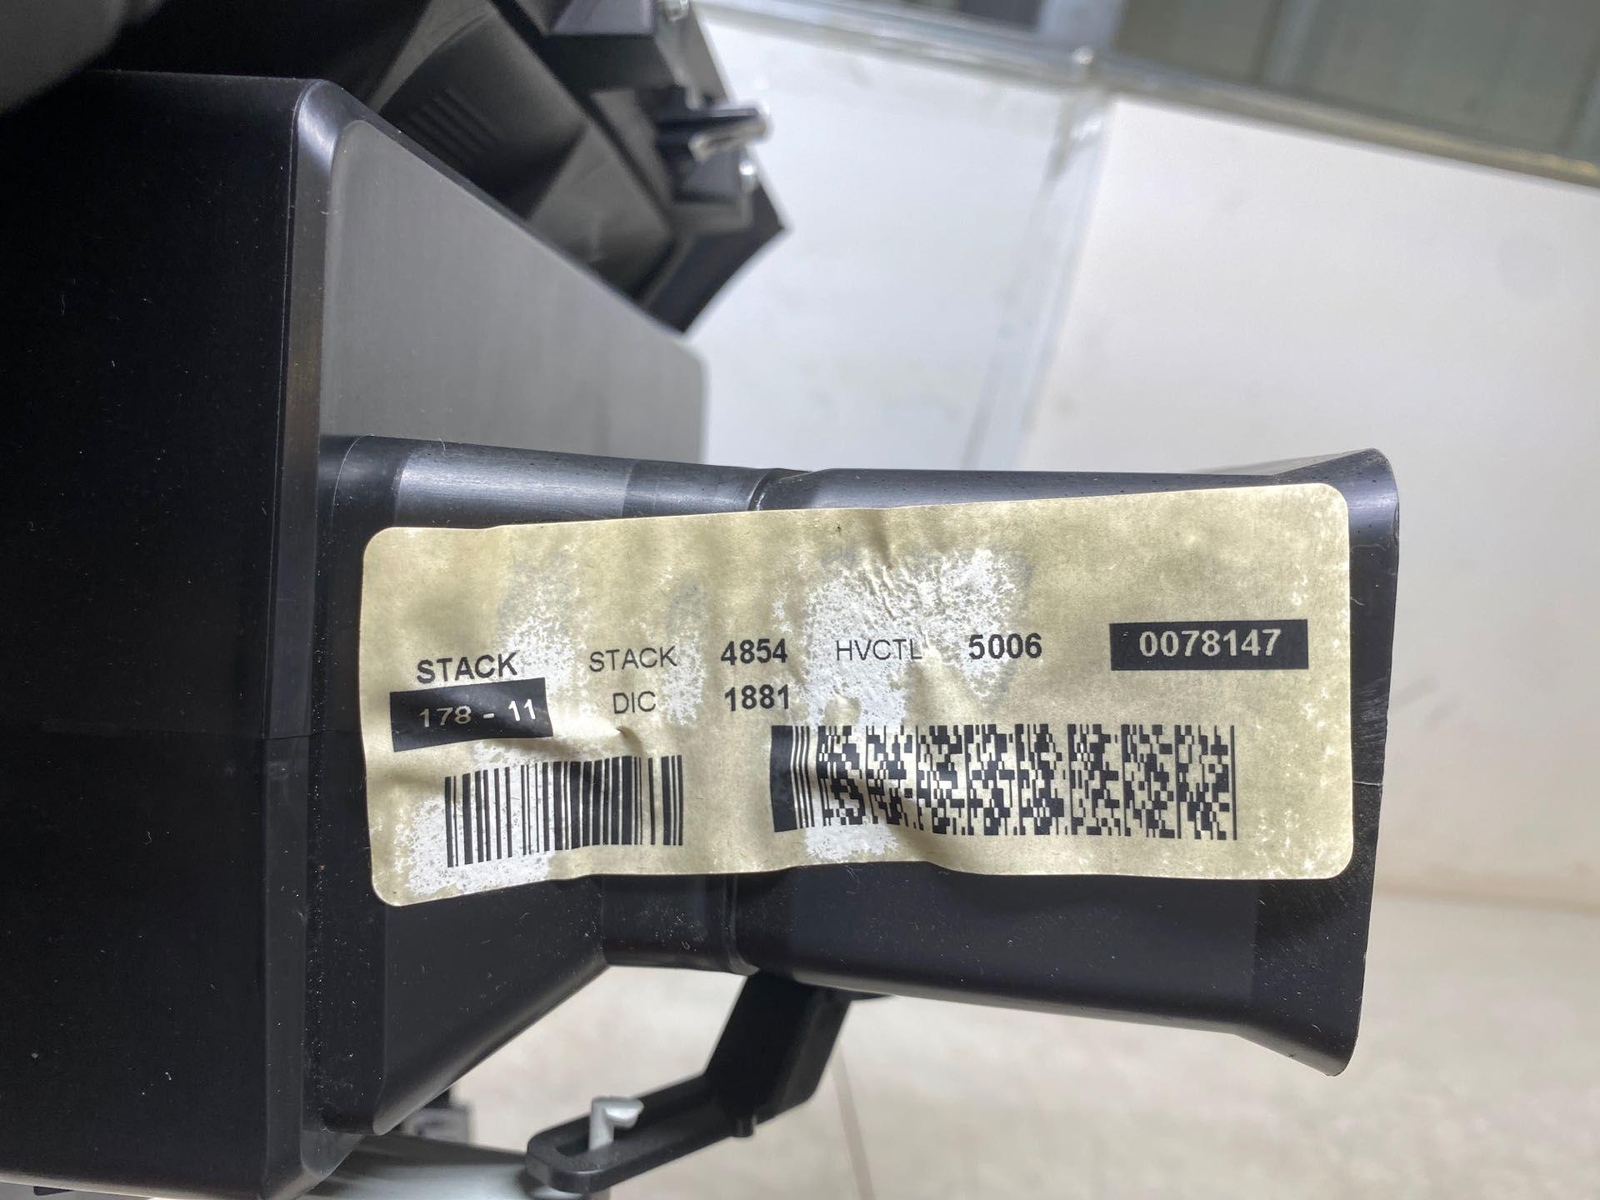 STACK STACK 4854 HVCTL 5006 0078147
178 - 11 DIC 1881